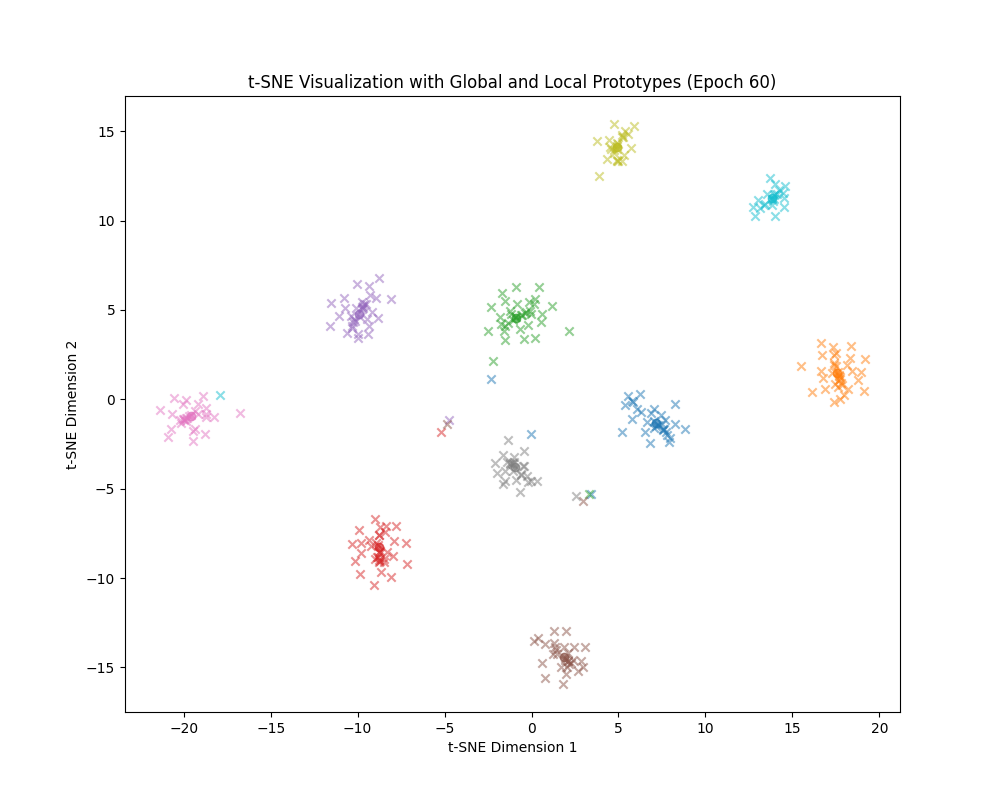 t-SNE Visualization with Global and Local Prototypes (Epoch 60)
15
10
5
0
−5
−10
−15
t-SNE Dimension 2
−20 −15 −10 −5 0 5 10 15 20
t-SNE Dimension 1